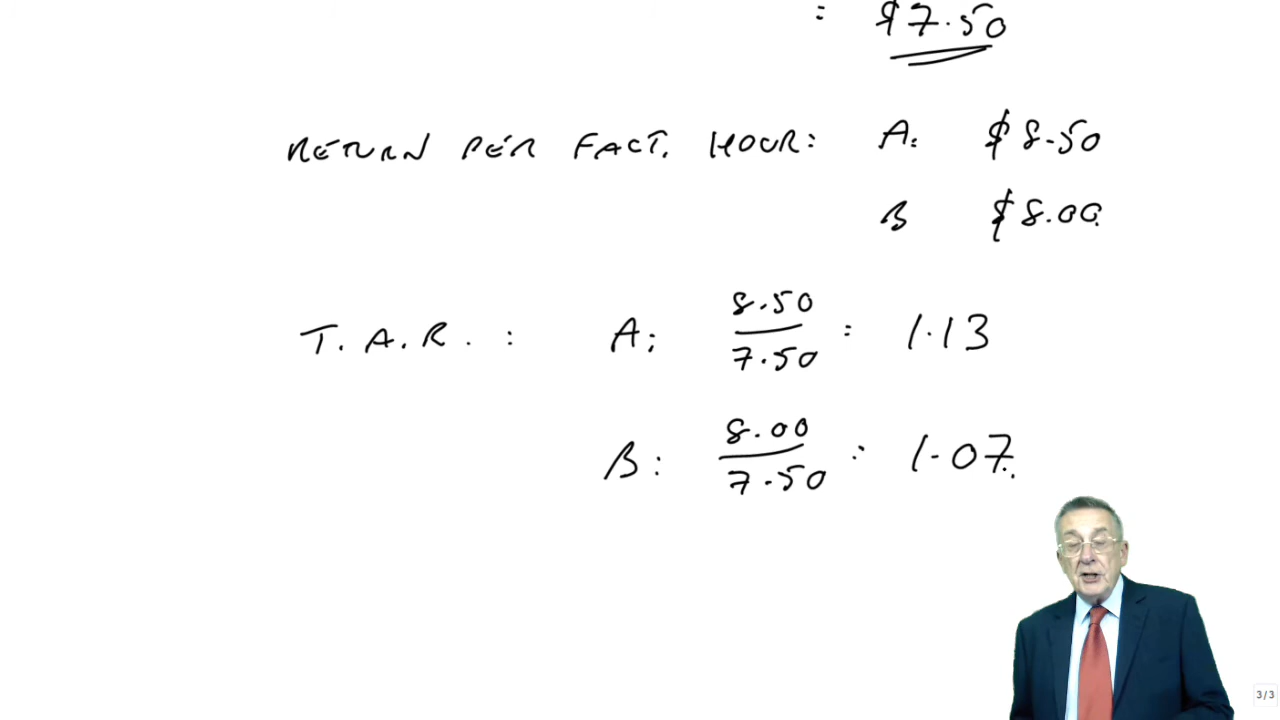 : $7.50
RETURN PER FACT. HOUR: A: $8.50
B $8.00.
T.A.R. : A: 8.50/7.50 = 1.13
B: 8.00/7.50 = 1.07.
3/3